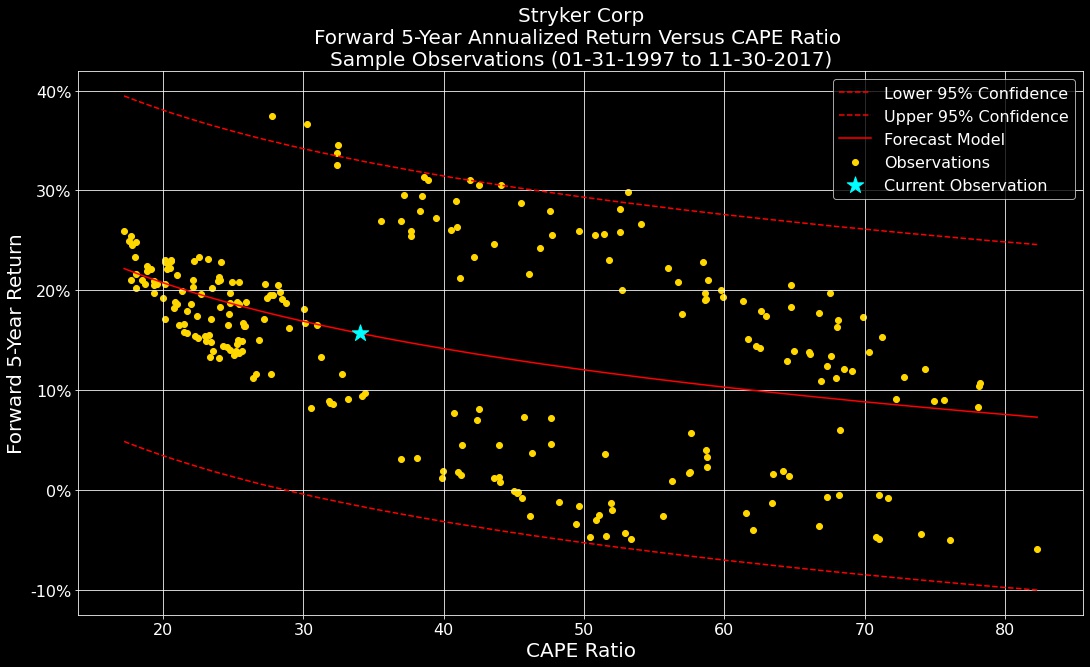 Stryker Corp
Forward 5-Year Annualized Return Versus CAPE Ratio
Sample Observations (01-31-1997 to 11-30-2017)
Lower 95% Confidence
Upper 95% Confidence
Forecast Model
Observations
Current Observation
Forward 5-Year Return
40%
30%
20%
10%
0%
-10%
20 30 40 50 60 70 80
CAPE Ratio